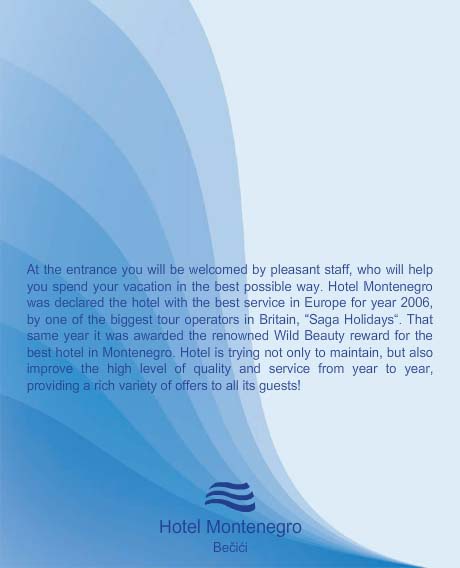 At the entrance you will be welcomed by pleasant staff, who will help
you spend your vacation in the best possible way. Hotel Montenegro
was declared the hotel with the best service in Europe for year 2006,
by one of the biggest tour operators in Britain, “Saga Holidays“. That
same year it was awarded the renowned Wild Beauty reward for the
best hotel in Montenegro. Hotel is trying not only to maintain, but also
improve the high level of quality and service from year to year,
providing a rich variety of offers to all its guests!
Hotel Montenegro
Bečići